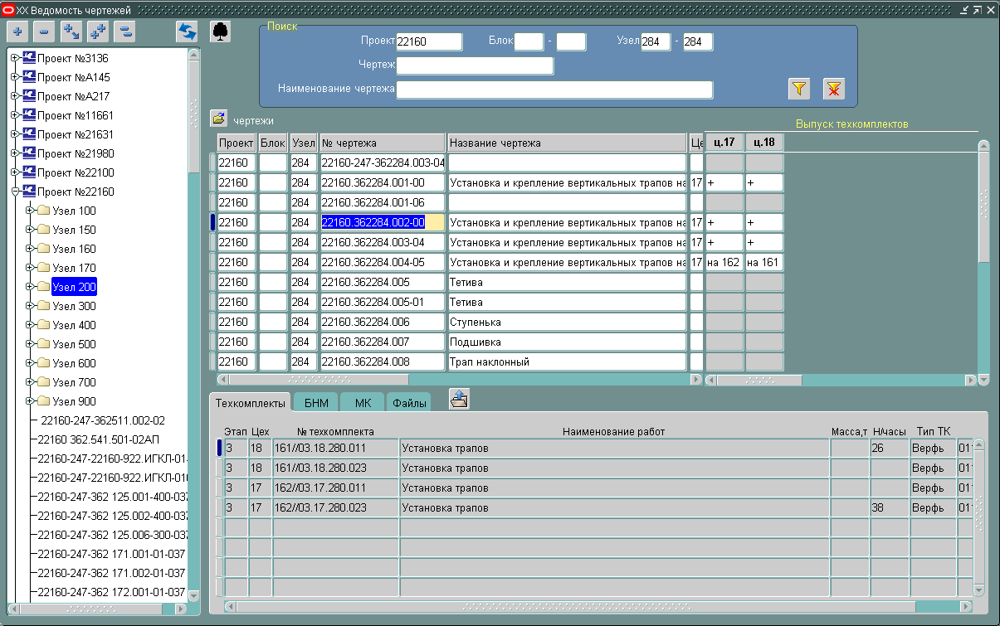 XX Ведомость чертежей
Поиск
Проект 22160 Блок - Узел 284 - 284
Чертеж
Наименование чертежа
Проект №3136
Проект №А145
Проект №А217
Проект №11661
Проект №21631
Проект №21980
Проект №22100
Проект №22160
Узел 100
Узел 150
Узел 160
Узел 170
Узел 200
Узел 300
Узел 400
Узел 500
Узел 600
Узел 700
Узел 900
22160-247-362511.002-02
22160 362.541.501-02АП
22160-247-22160-922.ИГКЛ-01-
22160-247-22160-922.ИГКЛ-01
22160-247-362 125.001-400-037
22160-247-362 125.002-400-037
22160-247-362 125.006-300-037
22160-247-362 171.001-01-037
22160-247-362 171.002-01-037
22160-247-362 172.001-01-037
чертежи
Выпуск техкомплектов
Проект Блок Узел № чертежа Название чертежа Це ц.17 ц.18
22160 284 22160-247-362284.003-04
22160 284 22160.362284.001-00 Установка и крепление вертикальных трапов на 17 + +
22160 284 22160.362284.001-06
22160 284 22160.362284.002-00 Установка и крепление вертикальных трапов на 17 + +
22160 284 22160.362284.003-04 Установка и крепление вертикальных трапов на 17 + +
22160 284 22160.362284.004-05 Установка и крепление вертикальных трапов на 17 на 162 на 161
22160 284 22160.362284.005 Тетива
22160 284 22160.362284.005-01 Тетива
22160 284 22160.362284.006 Ступенька
22160 284 22160.362284.007 Подшивка
22160 284 22160.362284.008 Трап наклонный
Техкомплекты БНМ МК Файлы
Этап Цех № техкомплекта Наименование работ Масса,т Н/часы Тип ТК
3 18 161//03.18.280.011 Установка трапов 26 Верфь 01
3 18 161//03.18.280.023 Установка трапов Верфь 01
3 17 162//03.17.280.011 Установка трапов Верфь 01
3 17 162//03.17.280.023 Установка трапов 38 Верфь 01